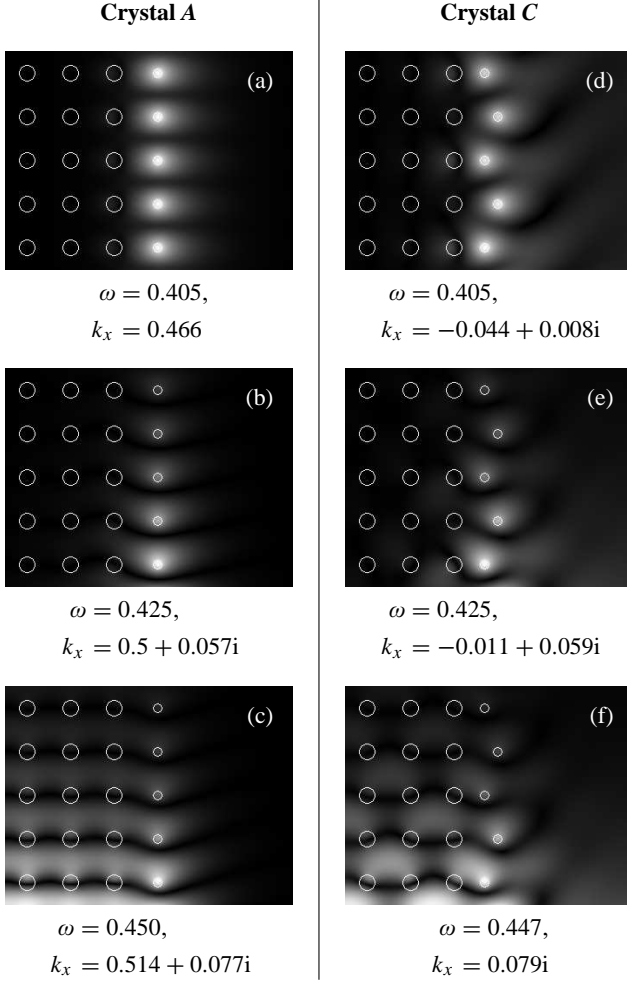 Crystal A
Crystal C
(a)
(d)
ω = 0.405,
k_x = 0.466
ω = 0.405,
k_x = −0.044 + 0.008i
(b)
(e)
ω = 0.425,
k_x = 0.5 + 0.057i
ω = 0.425,
k_x = −0.011 + 0.059i
(c)
(f)
ω = 0.450,
k_x = 0.514 + 0.077i
ω = 0.447,
k_x = 0.079i